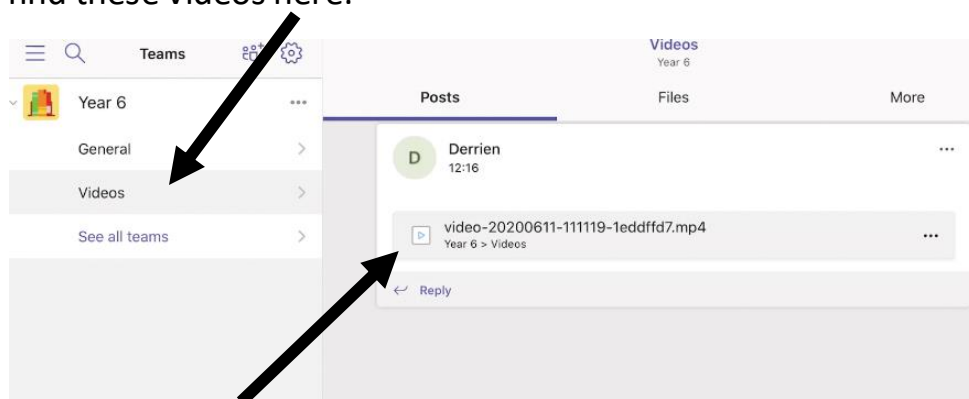 find these videos here:
Teams
Year 6
General
Videos
See all teams
Videos
Year 6
Posts
Files
More
D
Derrien
12:16
video-20200611-111119-1eddffd7.mp4
Year 6 > Videos
Reply